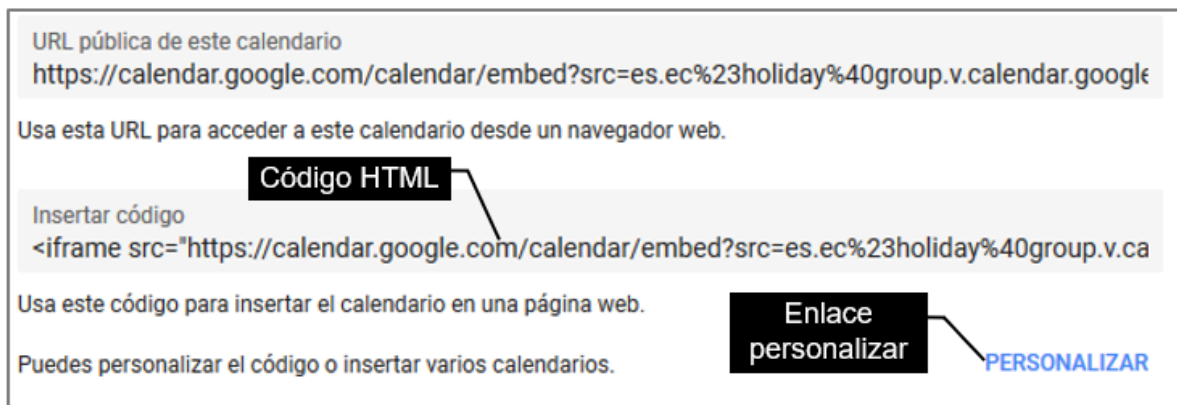 URL pública de este calendario
https://calendar.google.com/calendar/embed?src=es.ec%23holiday%40group.v.calendar.google
Usa esta URL para acceder a este calendario desde un navegador web.
Código HTML
Insertar código
<iframe src="https://calendar.google.com/calendar/embed?src=es.ec%23holiday%40group.v.ca
Usa este código para insertar el calendario en una página web.
Enlace
personalizar
Puedes personalizar el código o insertar varios calendarios.
PERSONALIZAR